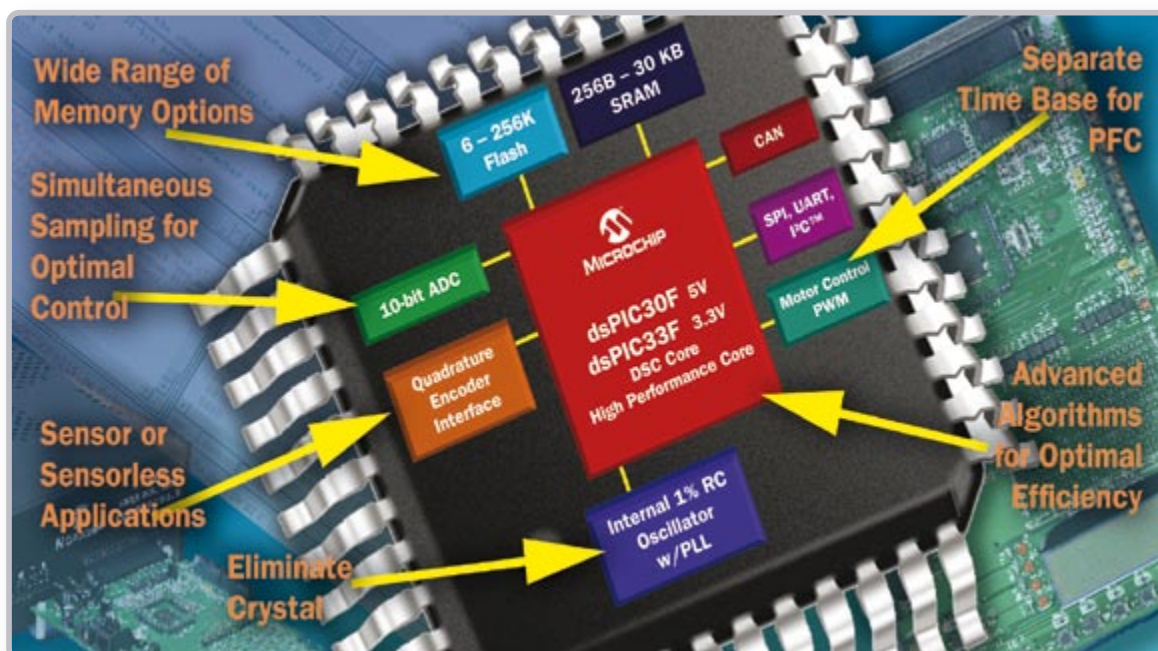 Wide Range of
Memory Options
Simultaneous
Sampling for
Optimal
Control
Sensor or
Sensorless
Applications
Eliminate
Crystal
6 – 256K
Flash
256B – 30 KB
SRAM
CAN
SPI, UART,
I²C™
Motor Control
PWM
10-bit ADC
Quadrature
Encoder
Interface
MICROCHIP
dsPIC30F 5V
dsPIC33F 3.3V
DSC Core
High Performance Core
Internal 1% RC
Oscillator
w/PLL
Separate
Time Base for
PFC
Advanced
Algorithms
for Optimal
Efficiency